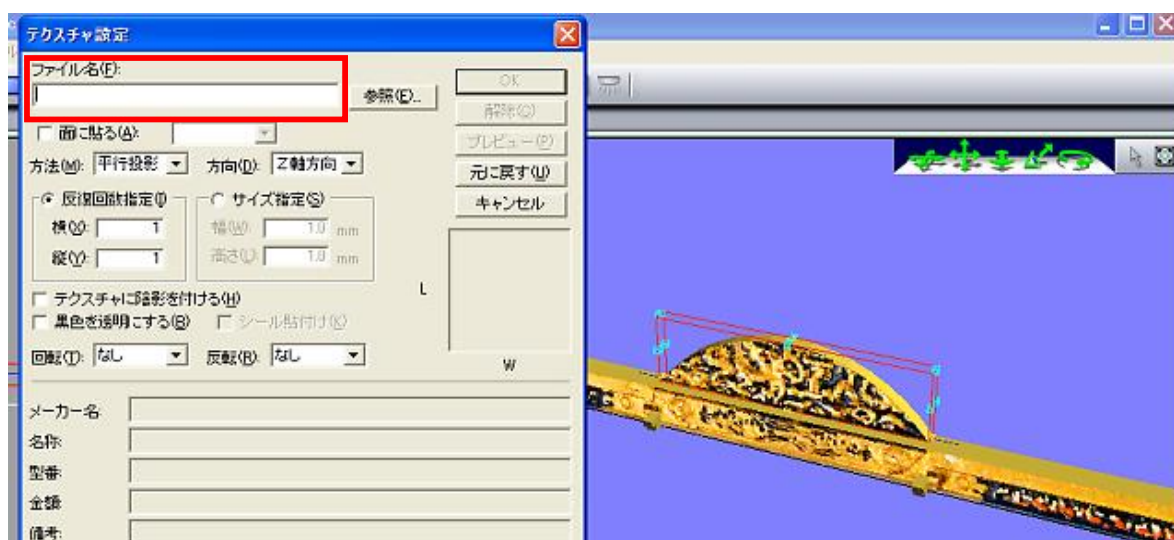 テクスチャ設定
ファイル名(F):
参照(E)...
OK
解除(C)
面に貼る(A):
プレビュー(P)
方法(M): 平行投影 方向(D): Z軸方向
元に戻す(U)
反復回数指定(I) サイズ指定(S)
キャンセル
横(X): 1 幅(W): 1.0 mm
縦(Y): 1 高さ(L): 1.0 mm
テクスチャに陰影を付ける(H)
L
黒色を透明にする(B) シール貼付け(K)
回転(T): なし 反転(R): なし
W
メーカー名:
名称:
型番:
金額:
備考: